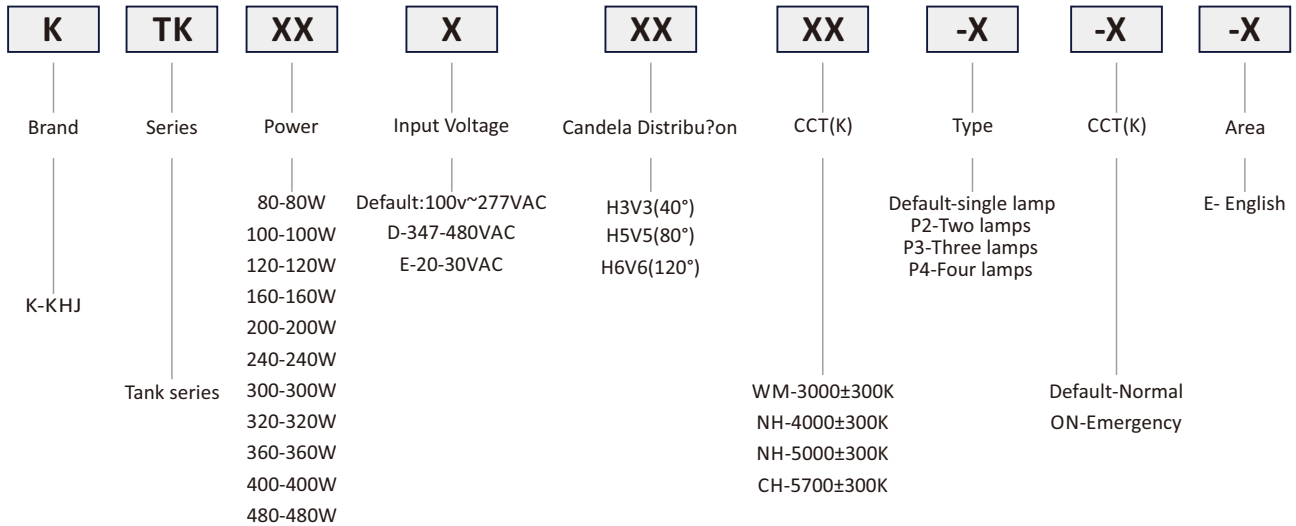 K TK XX X XX XX -X -X -X
Brand Series Power Input Voltage Candela Distribu?on CCT(K) Type CCT(K) Area
K-KHJ
Tank series
80-80W
100-100W
120-120W
160-160W
200-200W
240-240W
300-300W
320-320W
360-360W
400-400W
480-480W
Default:100v~277VAC
D-347-480VAC
E-20-30VAC
H3V3(40°)
H5V5(80°)
H6V6(120°)
WM-3000±300K
NH-4000±300K
NH-5000±300K
CH-5700±300K
Default-single lamp
P2-Two lamps
P3-Three lamps
P4-Four lamps
Default-Normal
ON-Emergency
E- English